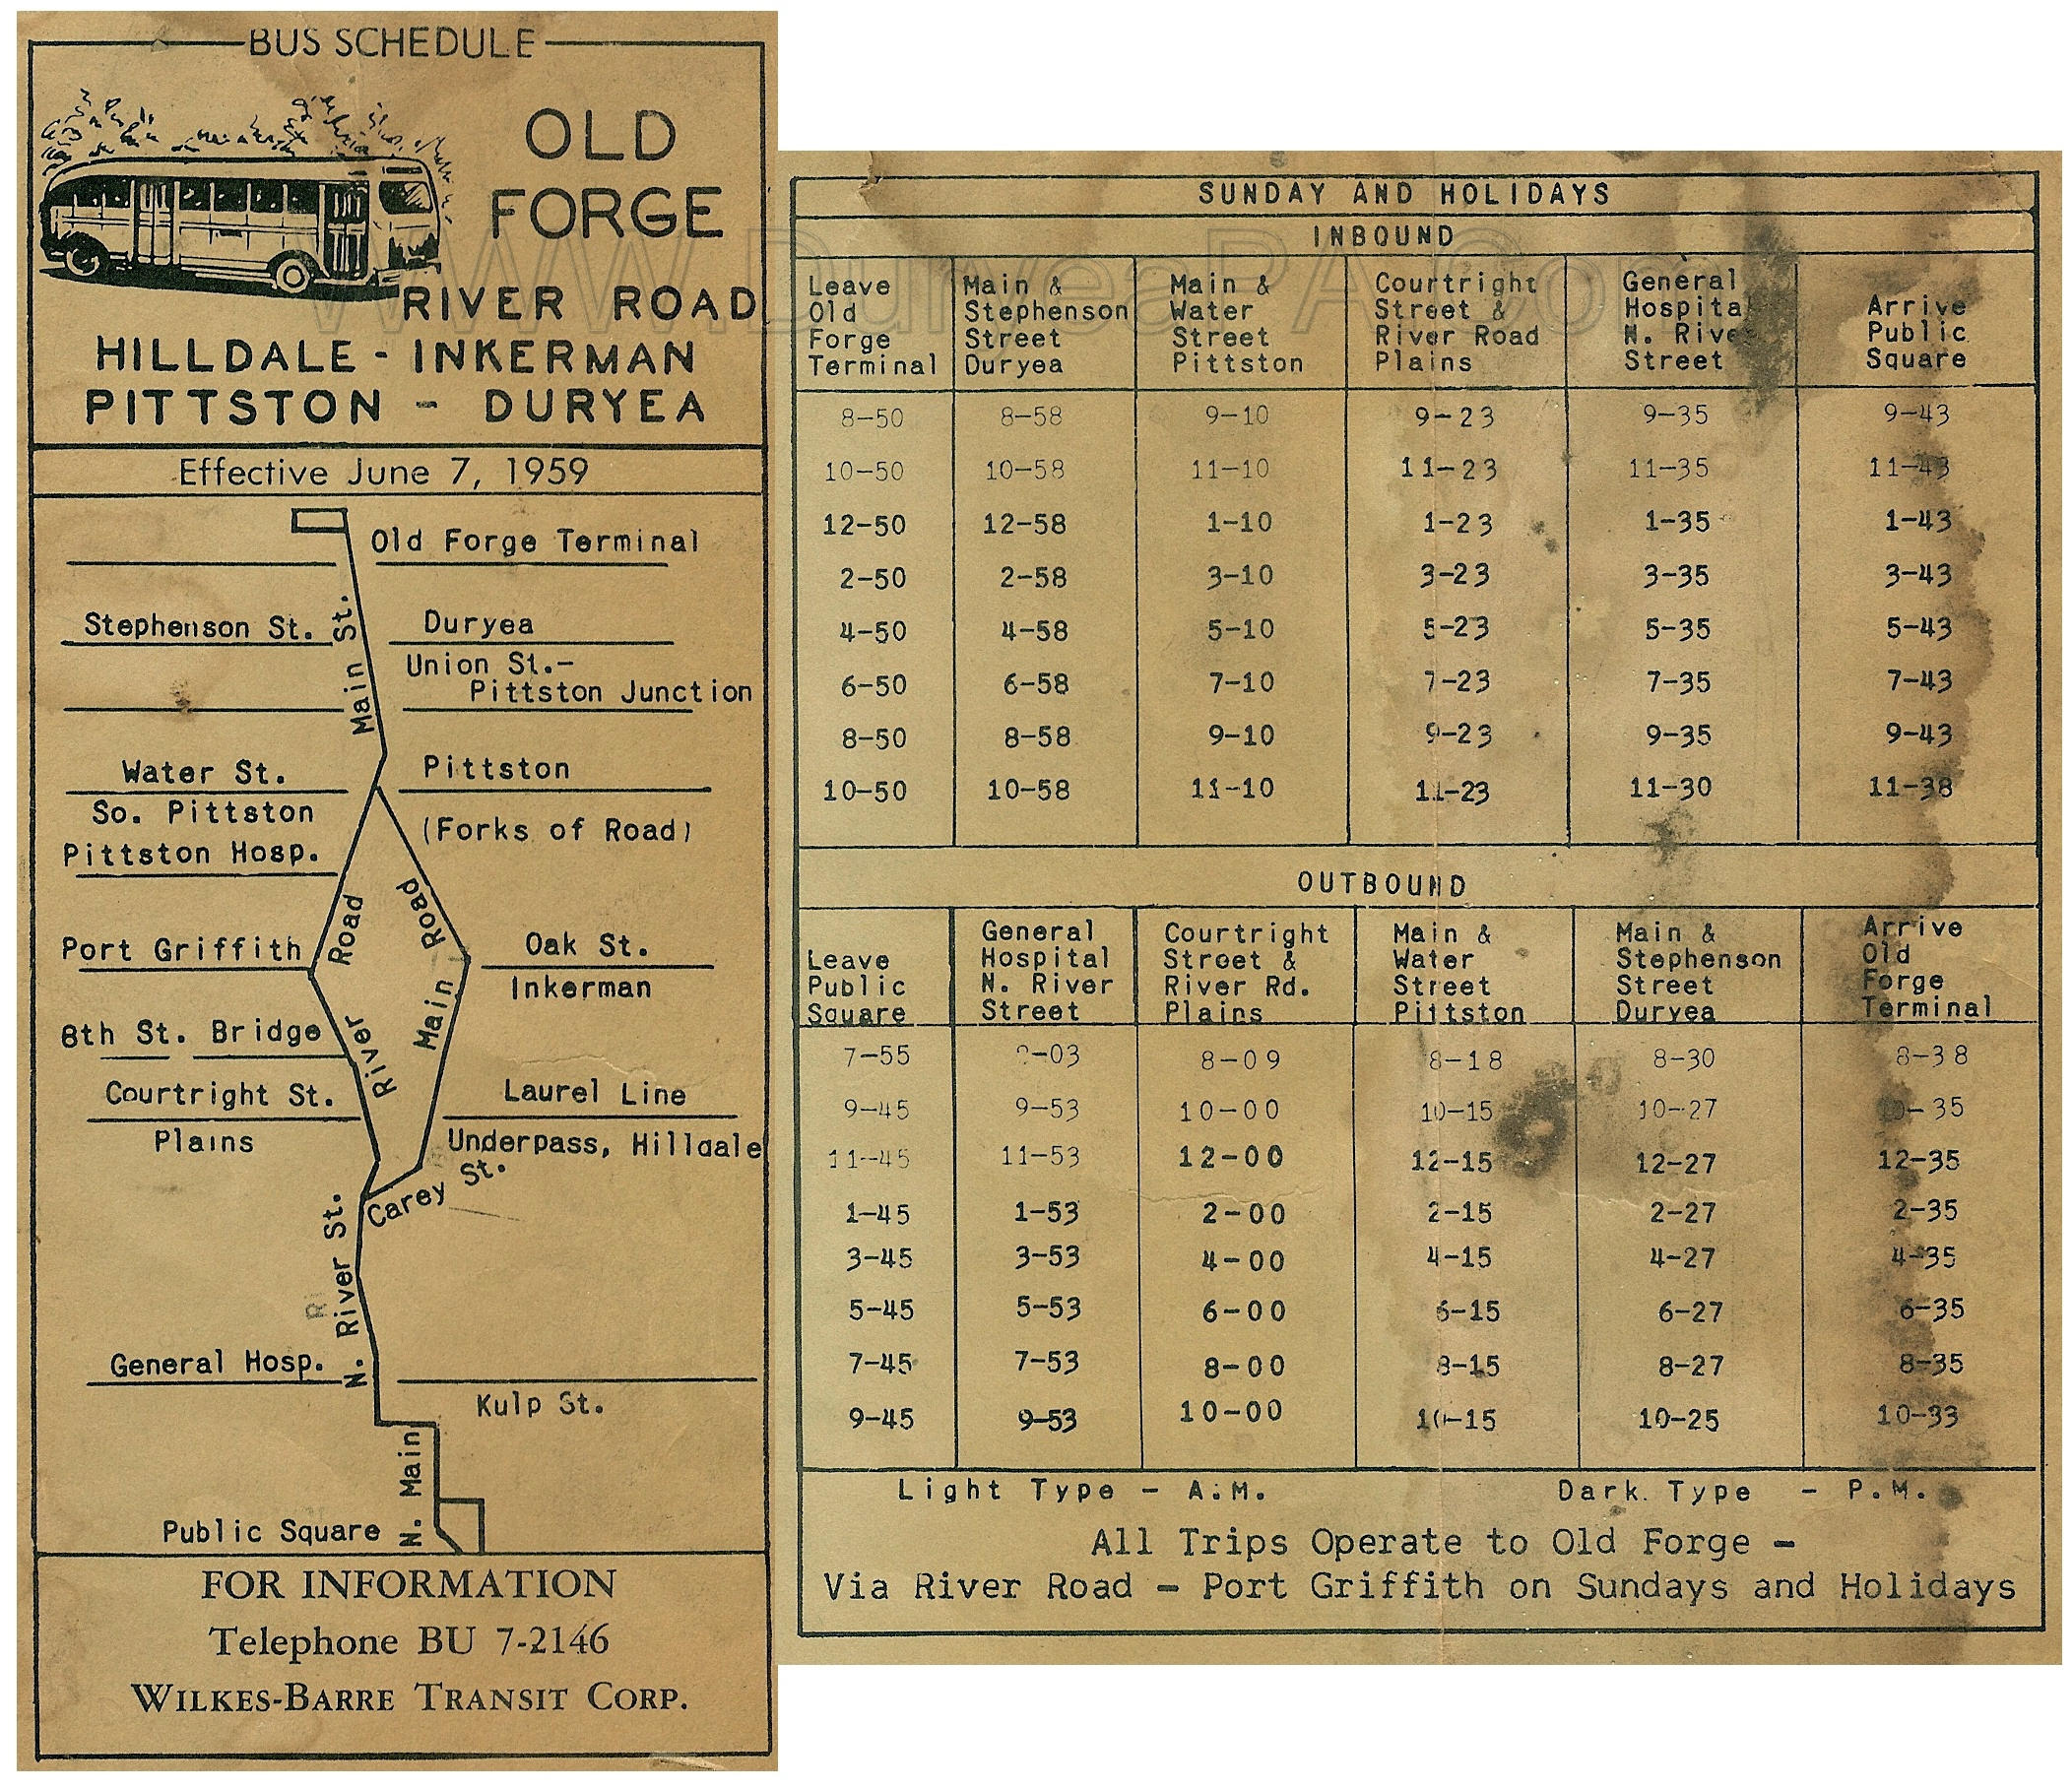 BUS SCHEDULE
OLD
FORGE
RIVER ROAD
HILLDALE - INKERMAN
PITTSTON - DURYEA
Effective June 7, 1959
Old Forge Terminal
Main St.
Stephenson St.
Duryea
Union St.-
Pittston Junction
Water St.
Pittston
So. Pittston
(Forks of Road)
Pittston Hosp.
River Road
Main Road
Port Griffith
Oak St.
Inkerman
8th St. Bridge
Courtright St.
Laurel Line
Plains
Underpass, Hilldale
Carey St.
N. River St.
General Hosp.
Kulp St.
N. Main
Public Square
FOR INFORMATION
Telephone BU 7-2146
WILKES-BARRE TRANSIT CORP.
www.DuryeaPA.Com
SUNDAY AND HOLIDAYS
INBOUND
Leave Old Forge Terminal
Main & Stephenson Street Duryea
Main & Water Street Pittston
Courtright Street & River Road Plains
General Hospital N. River Street
Arrive Public Square
8-50 8-58 9-10 9-23 9-35 9-43
10-50 10-58 11-10 11-23 11-35 11-43
12-50 12-58 1-10 1-23 1-35 1-43
2-50 2-58 3-10 3-23 3-35 3-43
4-50 4-58 5-10 5-23 5-35 5-43
6-50 6-58 7-10 7-23 7-35 7-43
8-50 8-58 9-10 9-23 9-35 9-43
10-50 10-58 11-10 11-23 11-30 11-38
OUTBOUND
Leave Public Square
General Hospital N. River Street
Courtright Street & River Rd. Plains
Main & Water Street Pittston
Main & Stephenson Street Duryea
Arrive Old Forge Terminal
7-55 8-03 8-09 8-18 8-30 8-38
9-45 9-53 10-00 10-15 10-27 10-35
11-45 11-53 12-00 12-15 12-27 12-35
1-45 1-53 2-00 2-15 2-27 2-35
3-45 3-53 4-00 4-15 4-27 4-35
5-45 5-53 6-00 6-15 6-27 6-35
7-45 7-53 8-00 8-15 8-27 8-35
9-45 9-53 10-00 10-15 10-25 10-33
Light Type - A.M. Dark Type - P.M.
All Trips Operate to Old Forge -
Via River Road - Port Griffith on Sundays and Holidays